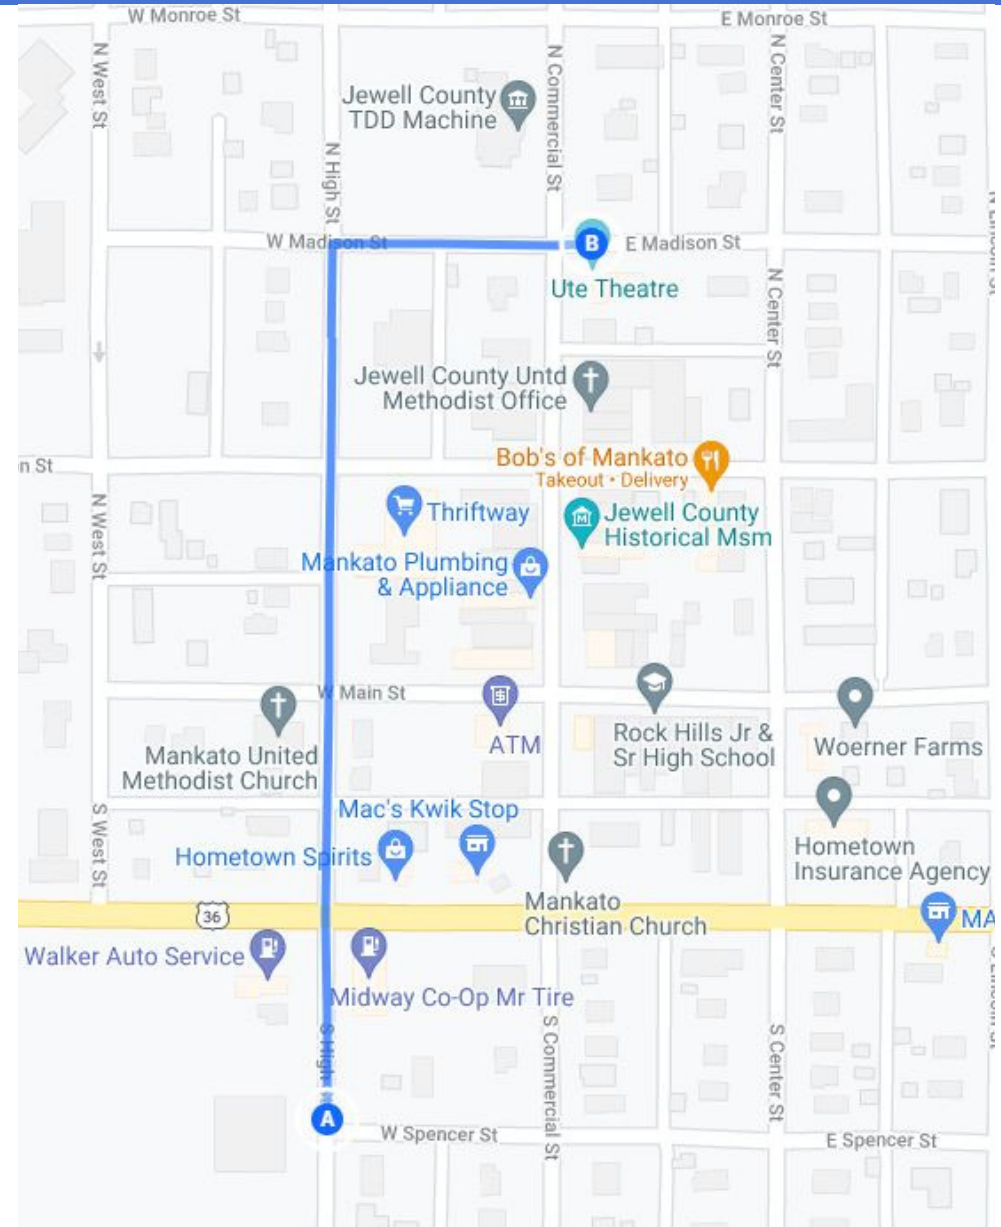 W Monroe St
E Monroe St
N West St
N Commercial St
N Center St
Jewell County
TDD Machine
N High St
W Madison St
B
E Madison St
Ute Theatre
N Center St
Jewell County Untd
Methodist Office
n St
Bob's of Mankato
Takeout • Delivery
N West St
Thriftway
M
Jewell County
Historical Msm
Mankato Plumbing
& Appliance
W Main St
$
ATM
Rock Hills Jr &
Sr High School
Woerner Farms
Mankato United
Methodist Church
S West St
Mac's Kwik Stop
Hometown Spirits
Hometown
Insurance Agency
Mankato
Christian Church
36
MA
Walker Auto Service
Midway Co-Op Mr Tire
S High
S Commercial St
S Center St
A
W Spencer St
E Spencer St